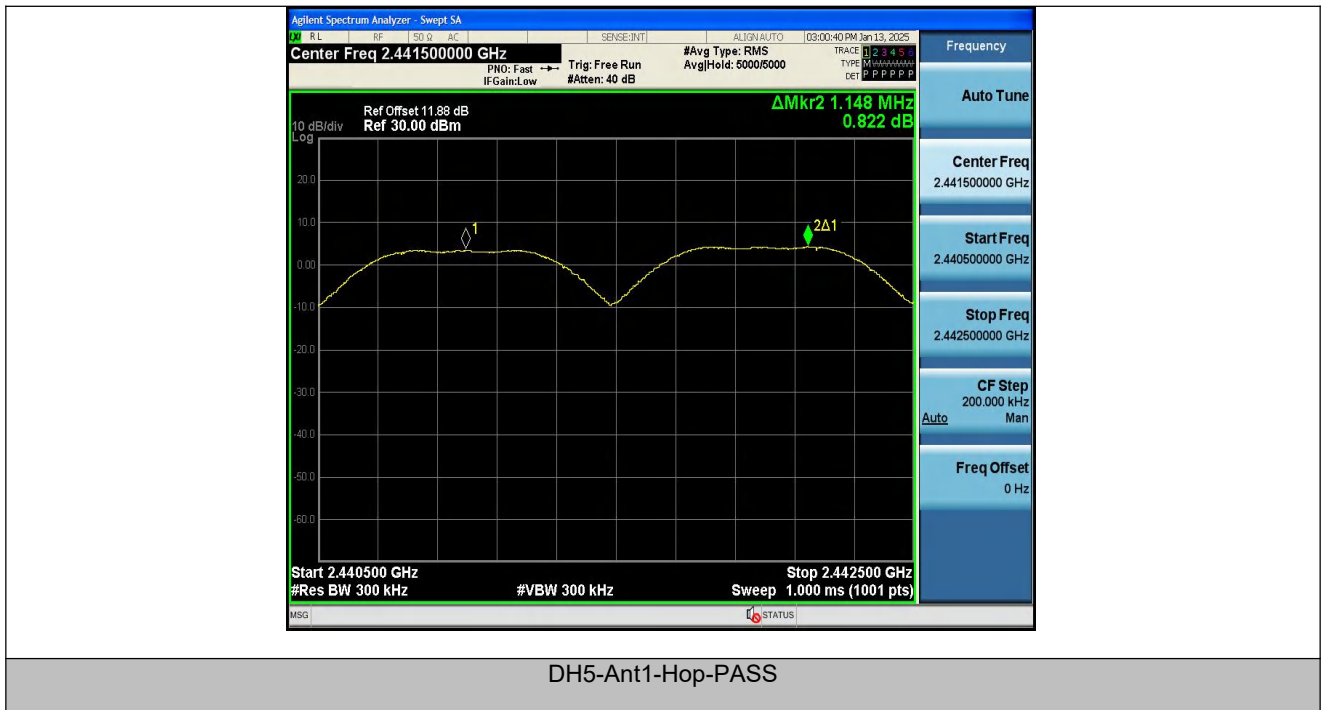 Agilent Spectrum Analyzer - Swept SA
LXI RL RF 50 Ω AC SENSE:INT ALIGN AUTO 03:00:40 PM Jan 13, 2025
Center Freq 2.441500000 GHz
PNO: Fast
IFGain:Low
Trig: Free Run
#Atten: 40 dB
#Avg Type: RMS
Avg|Hold: 5000/5000
TRACE 1 2 3 4 5 6
TYPE M
DET P P P P P P
Ref Offset 11.88 dB
10 dB/div Ref 30.00 dBm
Log
ΔMkr2 1.148 MHz
0.822 dB
20.0
10.0
0.00
-10.0
-20.0
-30.0
-40.0
-50.0
-60.0
1
2Δ1
Start 2.440500 GHz Stop 2.442500 GHz
#Res BW 300 kHz #VBW 300 kHz Sweep 1.000 ms (1001 pts)
MSG STATUS
Frequency
Auto Tune
Center Freq
2.441500000 GHz
Start Freq
2.440500000 GHz
Stop Freq
2.442500000 GHz
CF Step
200.000 kHz
Auto Man
Freq Offset
0 Hz
DH5-Ant1-Hop-PASS